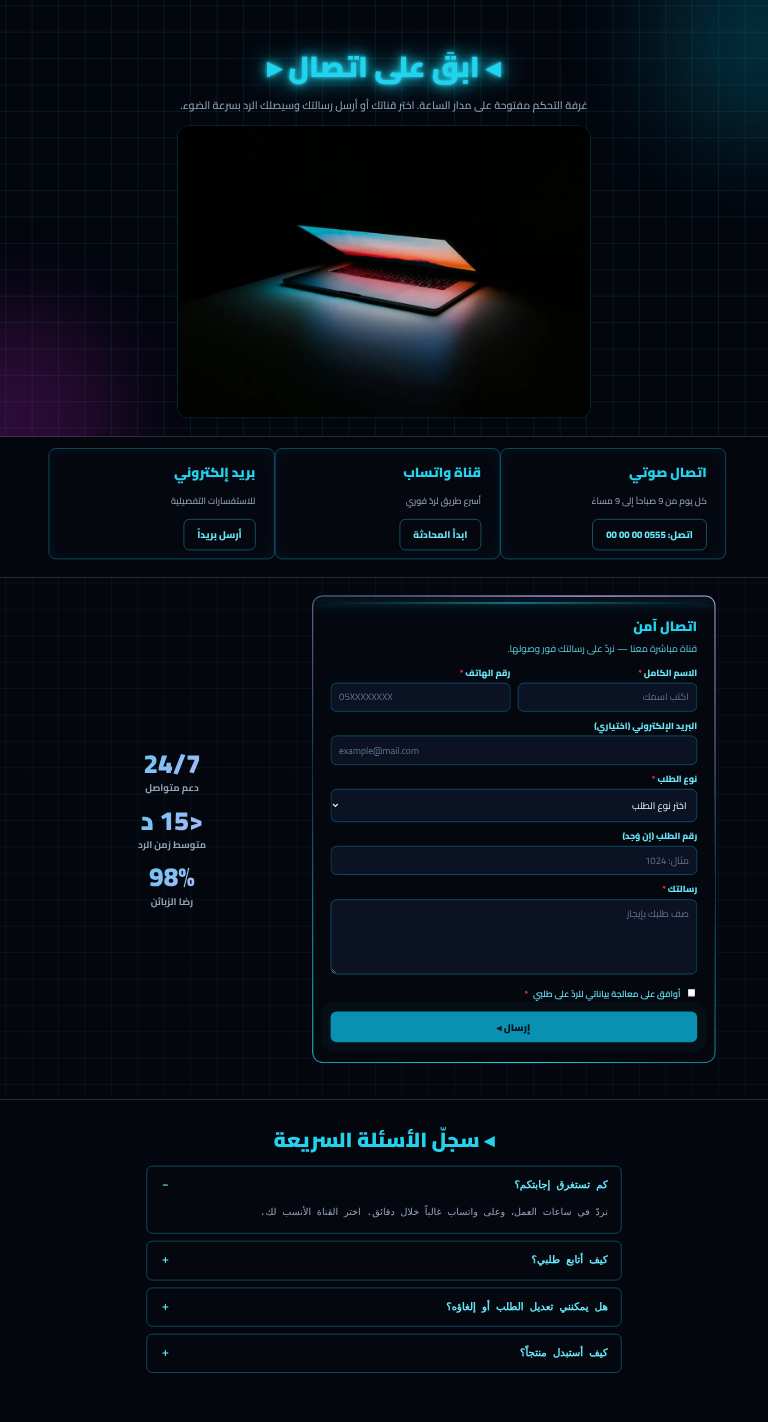 ◂ ابقَ على اتصال ▸
غرفة التحكم مفتوحة على مدار الساعة. اختر قناتك أو أرسل رسالتك وسيصلك الرد بسرعة الضوء.
اتصال صوتي
كل يوم من 9 صباحاً إلى 9 مساءً
اتصل: 0555 00 00 00
قناة واتساب
أسرع طريق لردّ فوري
ابدأ المحادثة
بريد إلكتروني
للاستفسارات التفصيلية
أرسل بريداً
اتصال آمن
قناة مباشرة معنا — نردّ على رسالتك فور وصولها.
الاسم الكامل *
اكتب اسمك
رقم الهاتف *
05XXXXXXXX
البريد الإلكتروني (اختياري)
example@mail.com
نوع الطلب *
اختر نوع الطلب
رقم الطلب (إن وُجد)
مثال: 1024
رسالتك *
صف طلبك بإيجاز
أوافق على معالجة بياناتي للردّ على طلبي *
إرسال ◂
24/7
دعم متواصل
<15 د
متوسط زمن الرد
98%
رضا الزبائن
◂ سجلّ الأسئلة السريعة
كم تستغرق إجابتكم؟ −
نردّ في ساعات العمل، وعلى واتساب غالباً خلال دقائق. اختر القناة الأنسب لك.
كيف أتابع طلبي؟ +
هل يمكنني تعديل الطلب أو إلغاؤه؟ +
كيف أستبدل منتجاً؟ +